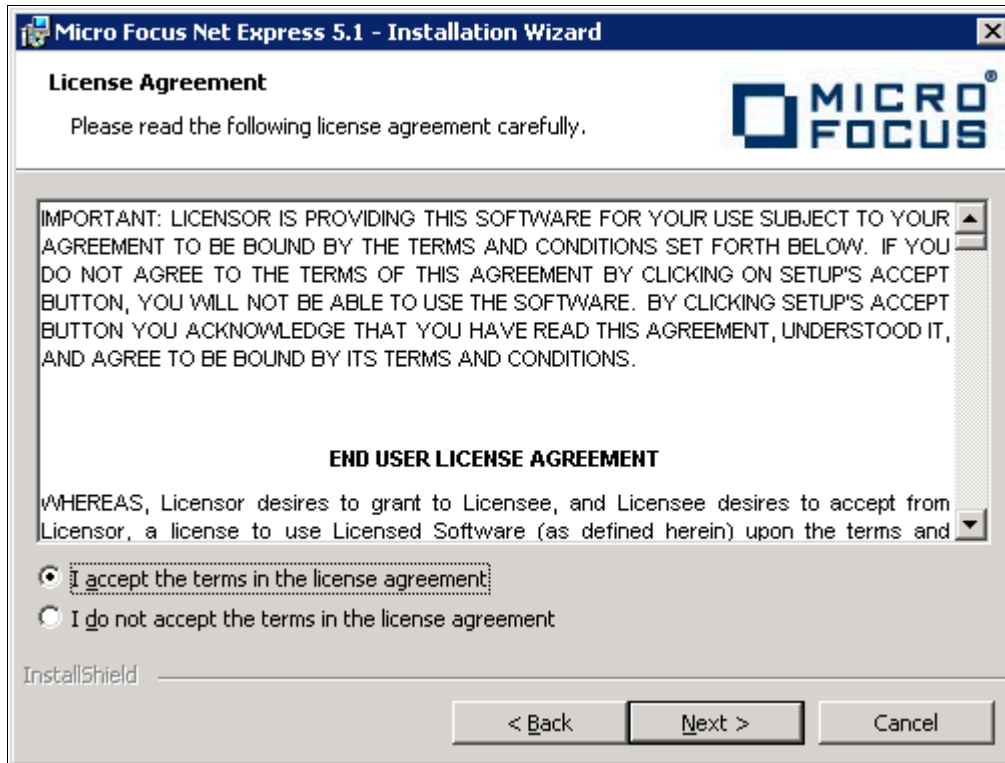 Micro Focus Net Express 5.1 - Installation Wizard
License Agreement
Please read the following license agreement carefully.
MICRO
FOCUS®
IMPORTANT: LICENSOR IS PROVIDING THIS SOFTWARE FOR YOUR USE SUBJECT TO YOUR
AGREEMENT TO BE BOUND BY THE TERMS AND CONDITIONS SET FORTH BELOW. IF YOU
DO NOT AGREE TO THE TERMS OF THIS AGREEMENT BY CLICKING ON SETUP'S ACCEPT
BUTTON, YOU WILL NOT BE ABLE TO USE THE SOFTWARE. BY CLICKING SETUP'S ACCEPT
BUTTON YOU ACKNOWLEDGE THAT YOU HAVE READ THIS AGREEMENT, UNDERSTOOD IT,
AND AGREE TO BE BOUND BY ITS TERMS AND CONDITIONS.
END USER LICENSE AGREEMENT
WHEREAS, Licensor desires to grant to Licensee, and Licensee desires to accept from
Licensor, a license to use Licensed Software (as defined herein) upon the terms and
I accept the terms in the license agreement
I do not accept the terms in the license agreement
InstallShield
< Back
Next >
Cancel